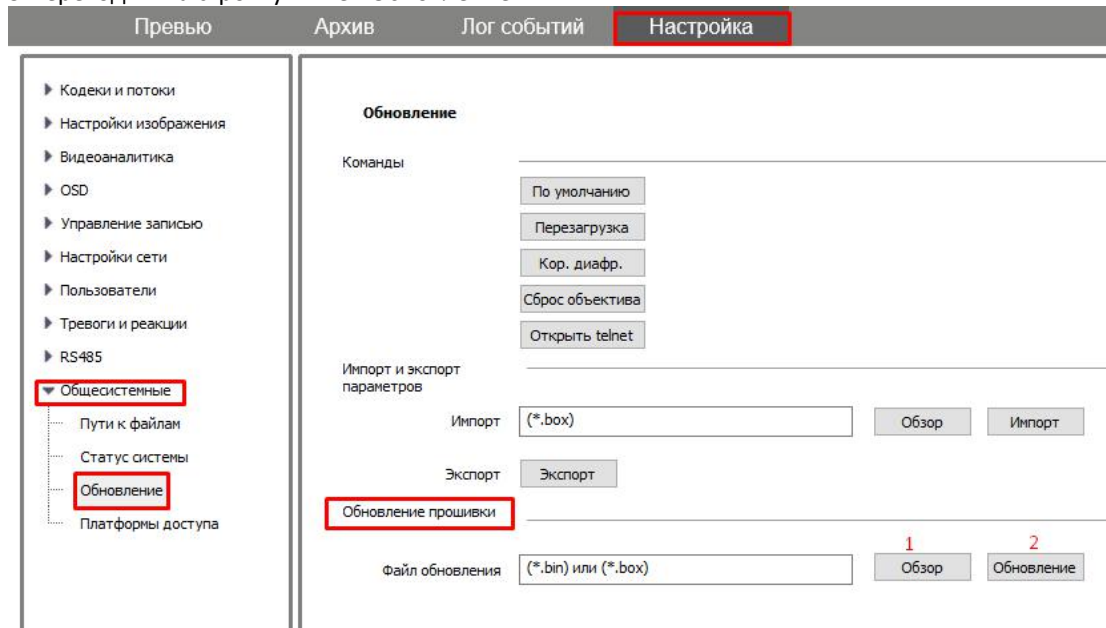 Превью Архив Лог событий Настройка
Кодеки и потоки
Настройки изображения
Видеоаналитика
OSD
Управление записью
Настройки сети
Пользователи
Тревоги и реакции
RS485
Общесистемные
Пути к файлам
Статус системы
Обновление
Платформы доступа
Обновление
Команды
По умолчанию
Перезагрузка
Кор. диафр.
Сброс объектива
Открыть telnet
Импорт и экспорт
параметров
Импорт (*.box) Обзор Импорт
Экспорт Экспорт
Обновление прошивки
1 2
Файл обновления (*.bin) или (*.box) Обзор Обновление